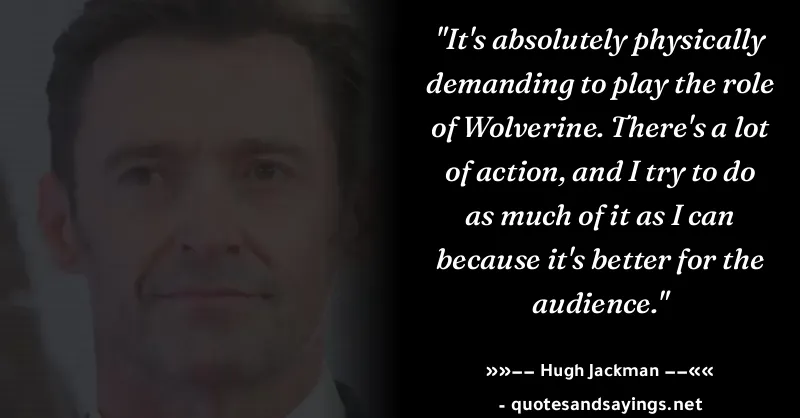 "It's absolutely physically
demanding to play the role
of Wolverine. There's a lot
of action, and I try to do
as much of it as I can
because it's better for the
audience."
»»–– Hugh Jackman ––««
- quotesandsayings.net